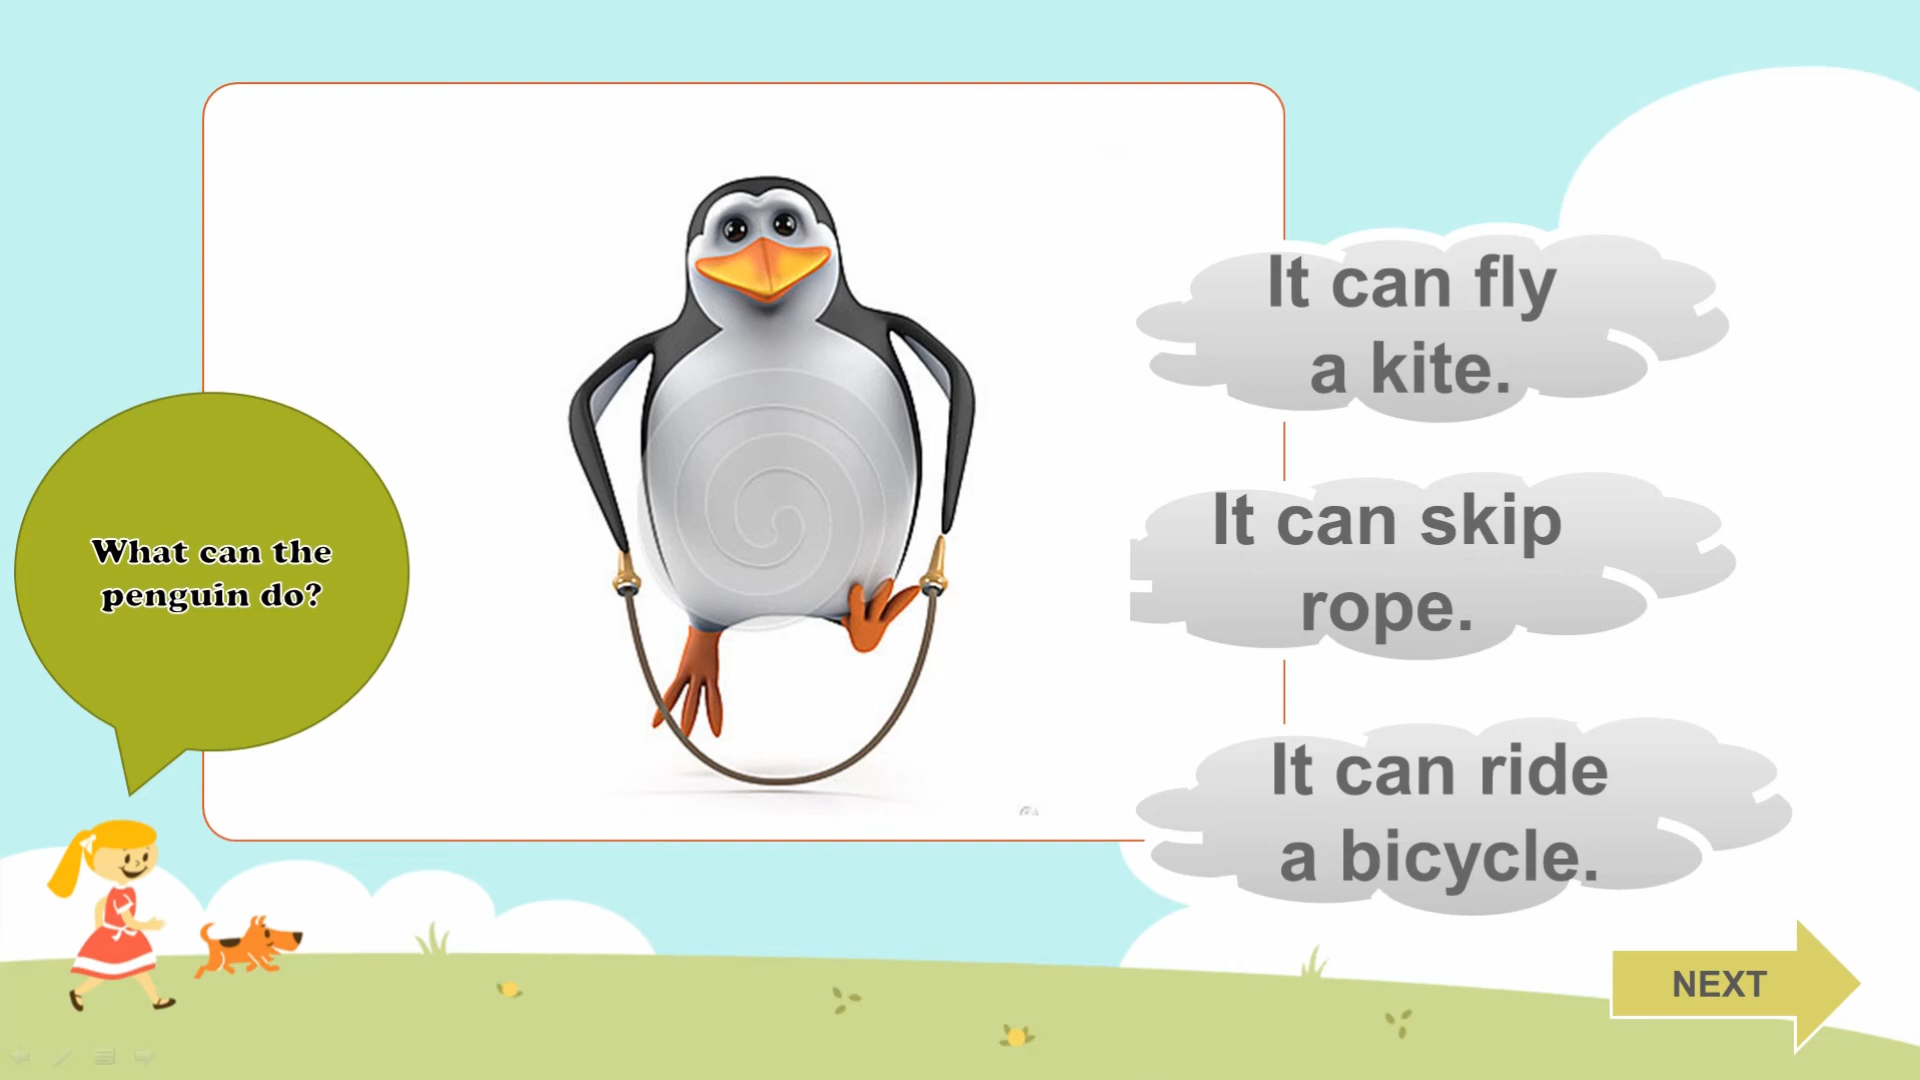 What can the
penguin do?
It can fly
a kite.
It can skip
rope.
It can ride
a bicycle.
NEXT